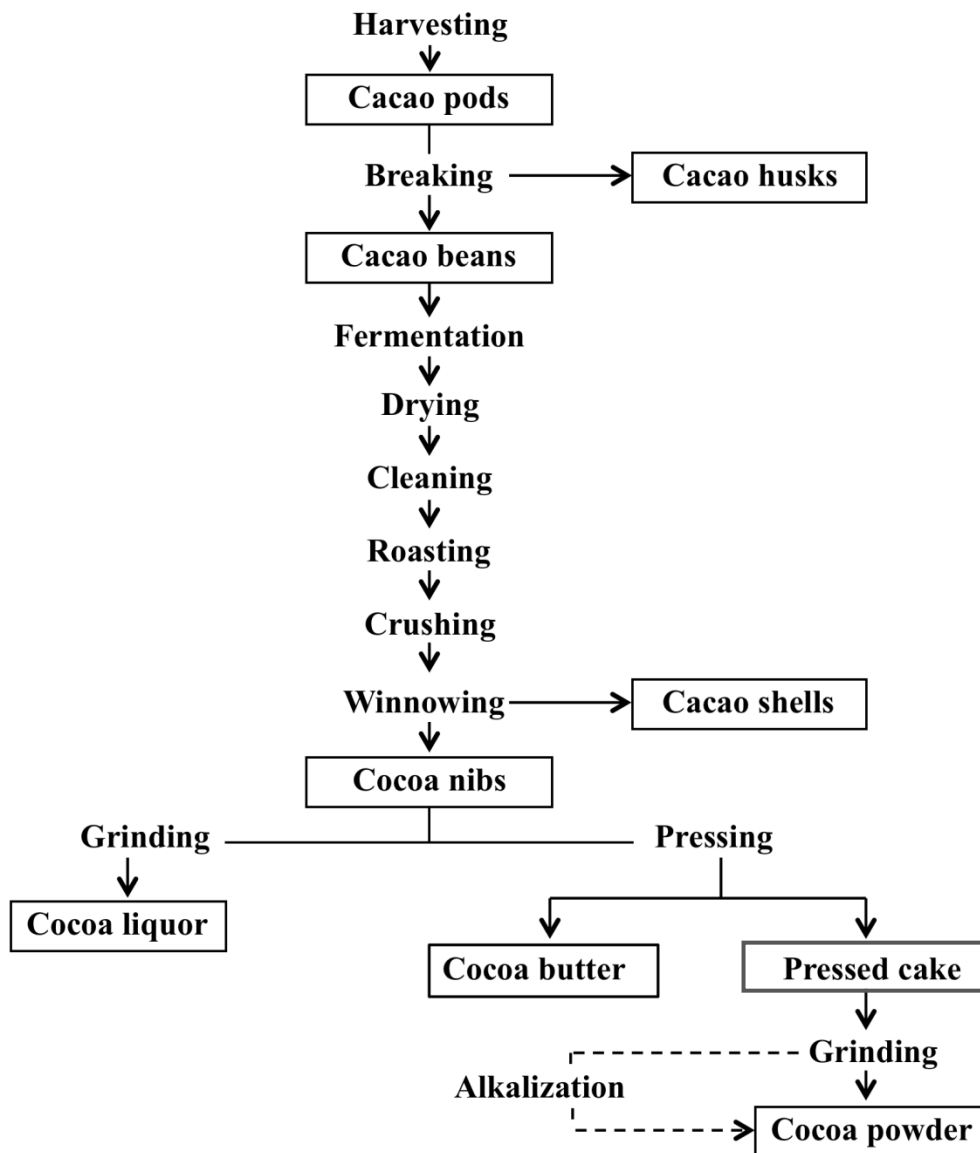 Harvesting
Cacao pods
Breaking
Cacao husks
Cacao beans
Fermentation
Drying
Cleaning
Roasting
Crushing
Winnowing
Cacao shells
Cocoa nibs
Grinding
Pressing
Cocoa liquor
Cocoa butter
Pressed cake
Grinding
Alkalization
Cocoa powder